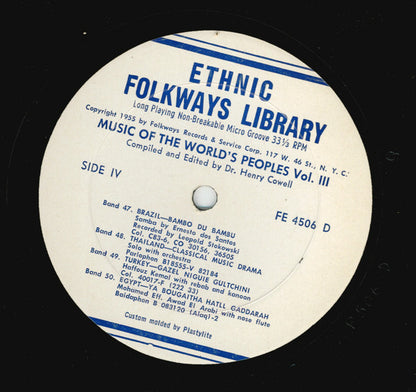 ETHNIC
FOLKWAYS LIBRARY
Long Playing Non-Breakable Micro Groove 33⅓ RPM
Copyright 1955 by Folkways Records & Service Corp. 117 W. 46 St., N. Y. C.
MUSIC OF THE WORLD'S PEOPLES Vol. III
Compiled and Edited by Dr. Henry Cowell
SIDE IV
FE 4506 D
Band 47. BRAZIL—BAMBO DU BAMBU
Samba by Ernesto dos Santos
Recorded by Leopold Stokowski
Col. C83-6, CO 30156, 36505
Band 48. THAILAND—CLASSICAL MUSIC DRAMA
Solo with orchestra
Parlophon B18555-V 82184
Band 49. TURKEY—GAZEL NIGUIE GULTCHINI
Haffous Kemal with rebab and kanoon
Col. 40017-F (222 33)
Band 50. EGYPT—YA BOUGAITHA HATLL GADDARAH
Mohamed Eff. Awad El Arabi with nose flute
Baidaphon B 083120 (Alaq)-2
Custom molded by Plastylite